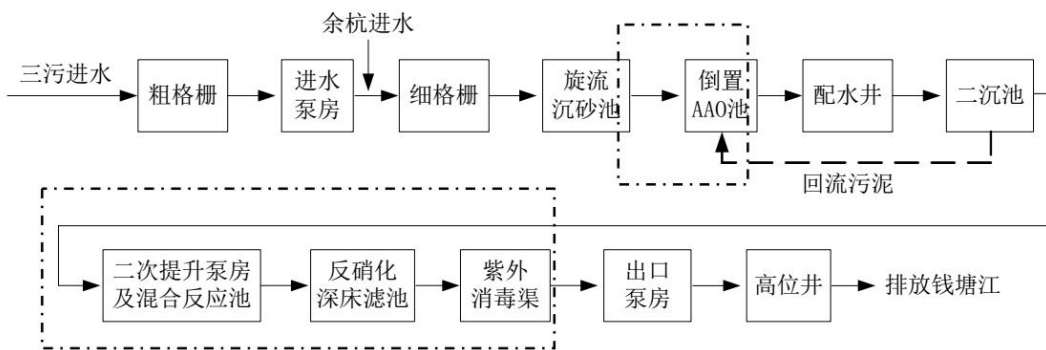 余杭进水
三污进水
粗格栅
进水
泵房
细格栅
旋流
沉砂池
倒置
AAO池
配水井
二沉池
回流污泥
二次提升泵房
及混合反应池
反硝化
深床滤池
紫外
消毒渠
出口
泵房
高位井
排放钱塘江